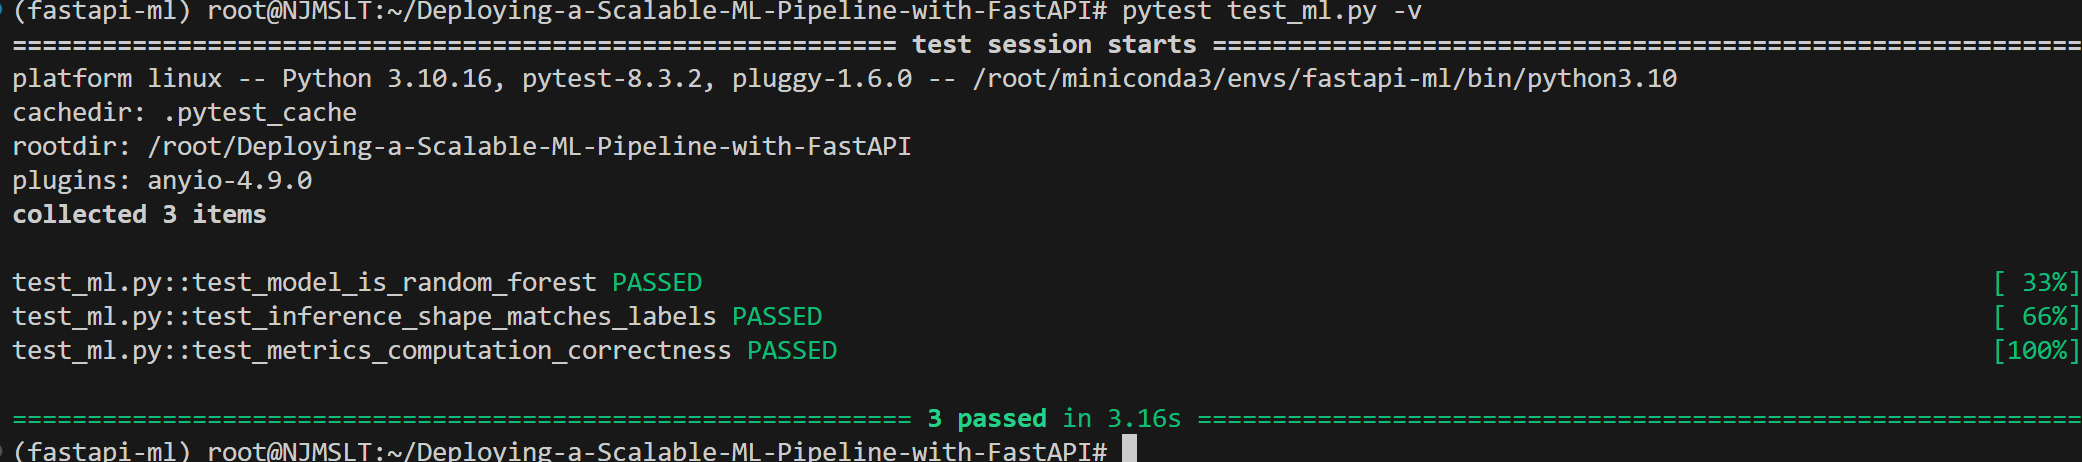 (fastapi-ml) root@NJMSLT:~/Deploying-a-Scalable-ML-Pipeline-with-FastAPI# pytest test_ml.py -v
=========================================================== test session starts ==========================================================
platform linux -- Python 3.10.16, pytest-8.3.2, pluggy-1.6.0 -- /root/miniconda3/envs/fastapi-ml/bin/python3.10
cachedir: .pytest_cache
rootdir: /root/Deploying-a-Scalable-ML-Pipeline-with-FastAPI
plugins: anyio-4.9.0
collected 3 items
test_ml.py::test_model_is_random_forest PASSED [ 33%]
test_ml.py::test_inference_shape_matches_labels PASSED [ 66%]
test_ml.py::test_metrics_computation_correctness PASSED [100%]
============================================================ 3 passed in 3.16s ===========================================================
(fastapi-ml) root@NJMSLT:~/Deploying-a-Scalable-ML-Pipeline-with-FastAPI#